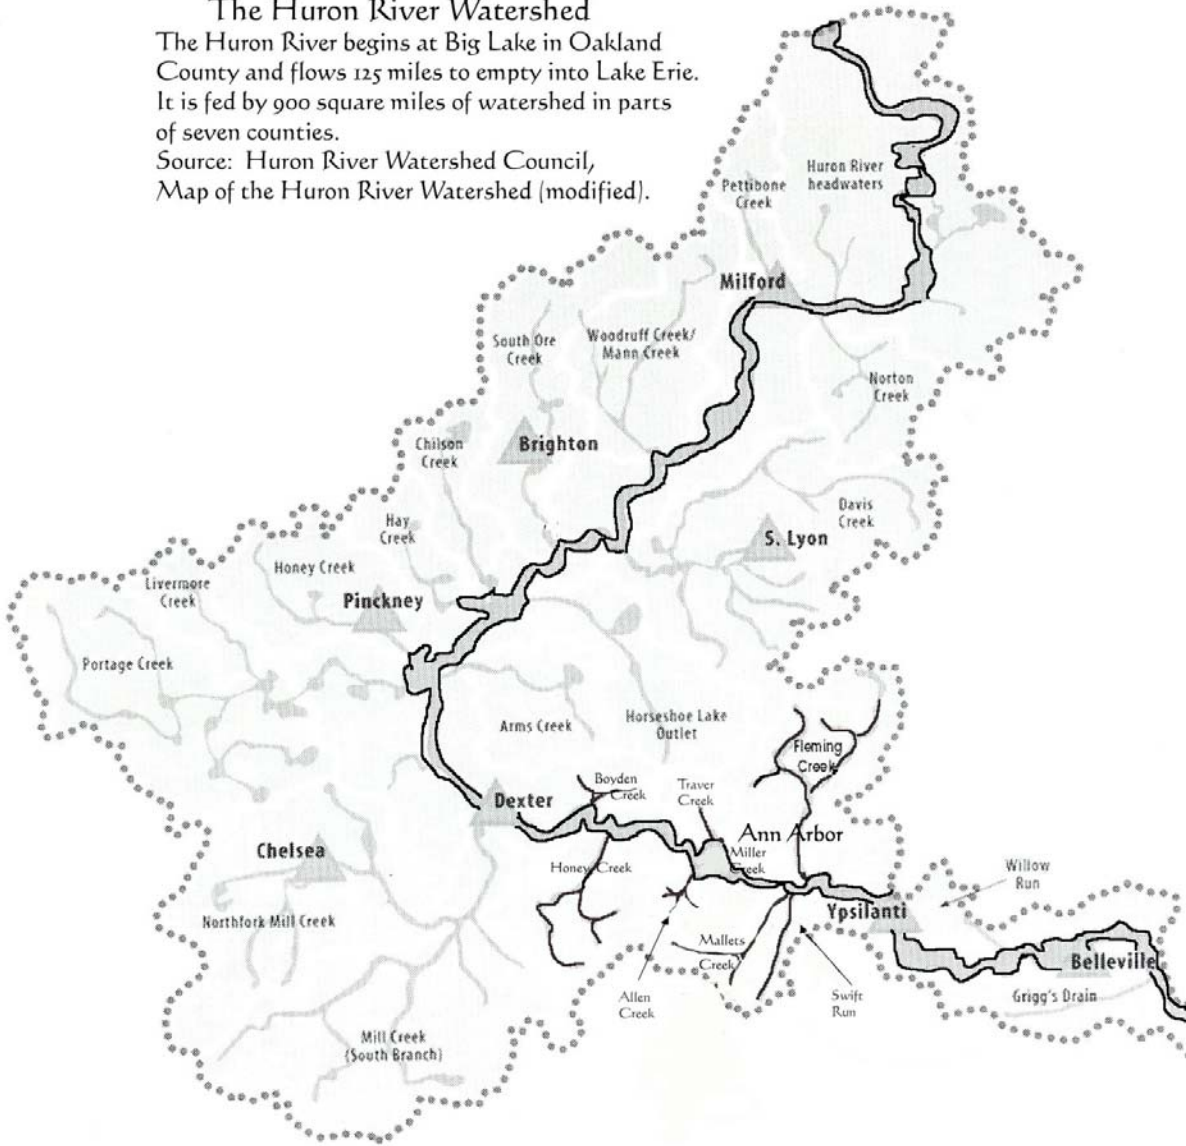 The Huron River Watershed
The Huron River begins at Big Lake in Oakland
County and flows 125 miles to empty into Lake Erie.
It is fed by 900 square miles of watershed in parts
of seven counties.
Source: Huron River Watershed Council,
Map of the Huron River Watershed (modified).
Huron River
headwaters
Pettibone
Creek
Milford
South Ore
Creek
Woodruff Creek/
Mann Creek
Norton
Creek
Chilson
Creek
Brighton
Hay
Creek
Davis
Creek
S. Lyon
Honey Creek
Livermore
Creek
Pinckney
Portage Creek
Arms Creek
Horseshoe Lake
Outlet
Fleming
Creek
Boyden
Creek
Traver
Creek
Dexter
Ann Arbor
Chelsea
Miller
Creek
Honey Creek
Willow
Run
Northfork Mill Creek
Ypsilanti
Mallets
Creek
Belleville
Allen
Creek
Swift
Run
Grigg's Drain
Mill Creek
(South Branch)